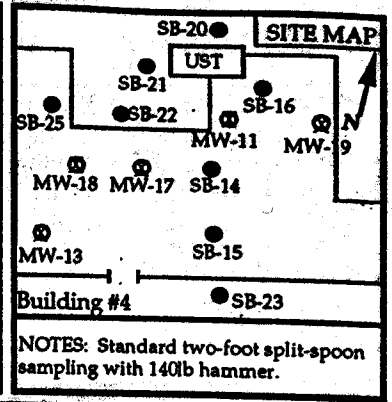 SB-20
SITE MAP
UST
SB-21
SB-16
SB-25
SB-22
MW-11
MW-19
N
MW-18
MW-17
SB-14
MW-13
SB-15
Building #4
SB-23
NOTES: Standard two-foot split-spoon
sampling with 140lb hammer.